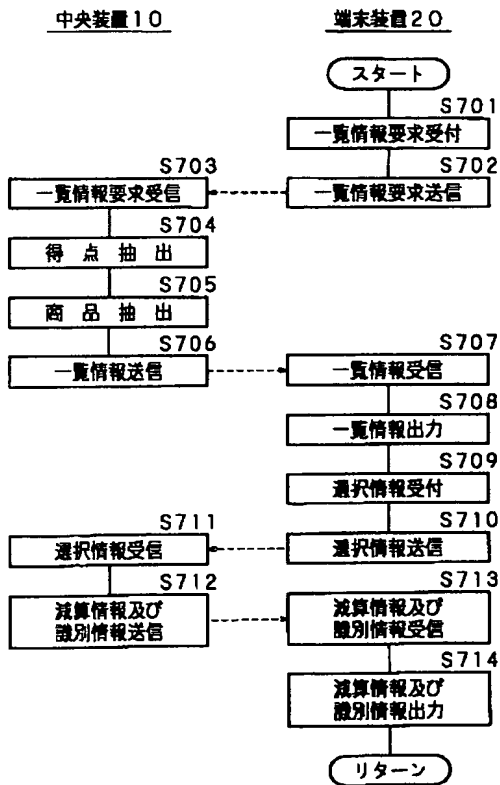 中央装置10 端末装置20
スタート
S701
一覧情報要求受付
S703 S702
一覧情報要求受信 一覧情報要求送信
S704
得点抽出
S705
商品抽出
S706 S707
一覧情報送信 一覧情報受信
S708
一覧情報出力
S709
選択情報受付
S711 S710
選択情報受信 選択情報送信
S712 S713
減算情報及び 減算情報及び
識別情報送信 識別情報受信
S714
減算情報及び
識別情報出力
リターン